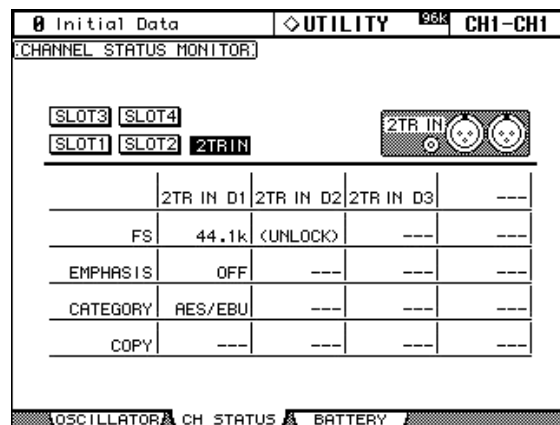 0 Initial Data ◇UTILITY 96k CH1-CH1
CHANNEL STATUS MONITOR
SLOT3 SLOT4
SLOT1 SLOT2 2TRIN
2TR IN
2TR IN D1 2TR IN D2 2TR IN D3 ---
FS 44.1k (UNLOCK) --- ---
EMPHASIS OFF --- --- ---
CATEGORY AES/EBU --- --- ---
COPY --- --- --- ---
OSCILLATOR CH STATUS BATTERY